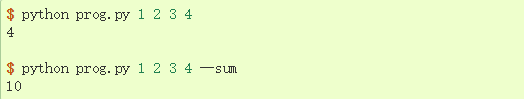 $ python prog.py 1 2 3 4
4
$ python prog.py 1 2 3 4 —sum
10